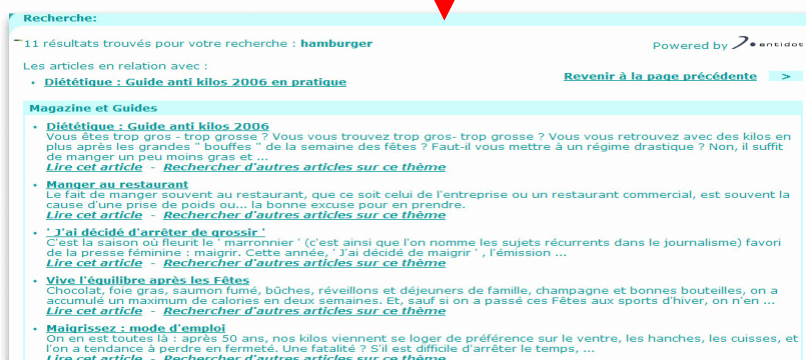 Recherche:
11 résultats trouvés pour votre recherche : hamburger
Powered by antidot
Les articles en relation avec :
• Diététique : Guide anti kilos 2006 en pratique
Revenir à la page précédente >
Magazine et Guides
• Diététique : Guide anti kilos 2006
Vous êtes trop gros - trop grosse ? Vous vous trouvez trop gros- trop grosse ? Vous vous retrouvez avec des kilos en
plus après les grandes " bouffes " de la semaine des fêtes ? Faut-il vous mettre à un régime drastique ? Non, il suffit
de manger un peu moins gras et ...
Lire cet article - Rechercher d'autres articles sur ce thème
• Manger au restaurant
Le fait de manger souvent au restaurant, que ce soit celui de l'entreprise ou un restaurant commercial, est souvent la
cause d'une prise de poids ou... la bonne excuse pour en prendre.
Lire cet article - Rechercher d'autres articles sur ce thème
• ' J'ai décidé d'arrêter de grossir '
C'est la saison où fleurit le ' marronnier ' (c'est ainsi que l'on nomme les sujets récurrents dans le journalisme) favori
de la presse féminine : maigrir. Cette année, ' J'ai décidé de maigrir ' , l'émission ...
Lire cet article - Rechercher d'autres articles sur ce thème
• Vive l'équilibre après les Fêtes
Chocolat, foie gras, saumon fumé, bûches, réveillons et déjeuners de famille, champagne et bonnes bouteilles, on a
accumulé un maximum de calories en deux semaines. Et, sauf si on a passé ces Fêtes aux sports d'hiver, on n'en ...
Lire cet article - Rechercher d'autres articles sur ce thème
• Maigrissez : mode d'emploi
On en est toutes là : après 50 ans, nos kilos viennent se loger de préférence sur le ventre, les hanches, les cuisses, et
l'on a tendance à perdre en fermeté. Une fatalité ? S'il est difficile d'arrêter le temps, ...
Lire cet article - Rechercher d'autres articles sur ce thème